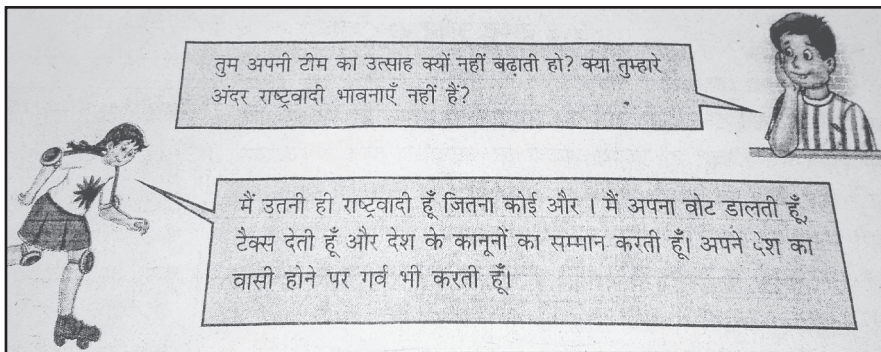 तुम अपनी टीम का उत्साह क्यों नहीं बढ़ाती हो? क्या तुम्हारे
अंदर राष्ट्रवादी भावनाएँ नहीं हैं?
मैं उतनी ही राष्ट्रवादी हूँ जितना कोई और । मैं अपना वोट डालती हूँ,
टैक्स देती हूँ और देश के कानूनों का सम्मान करती हूँ। अपने देश का
वासी होने पर गर्व भी करती हूँ।